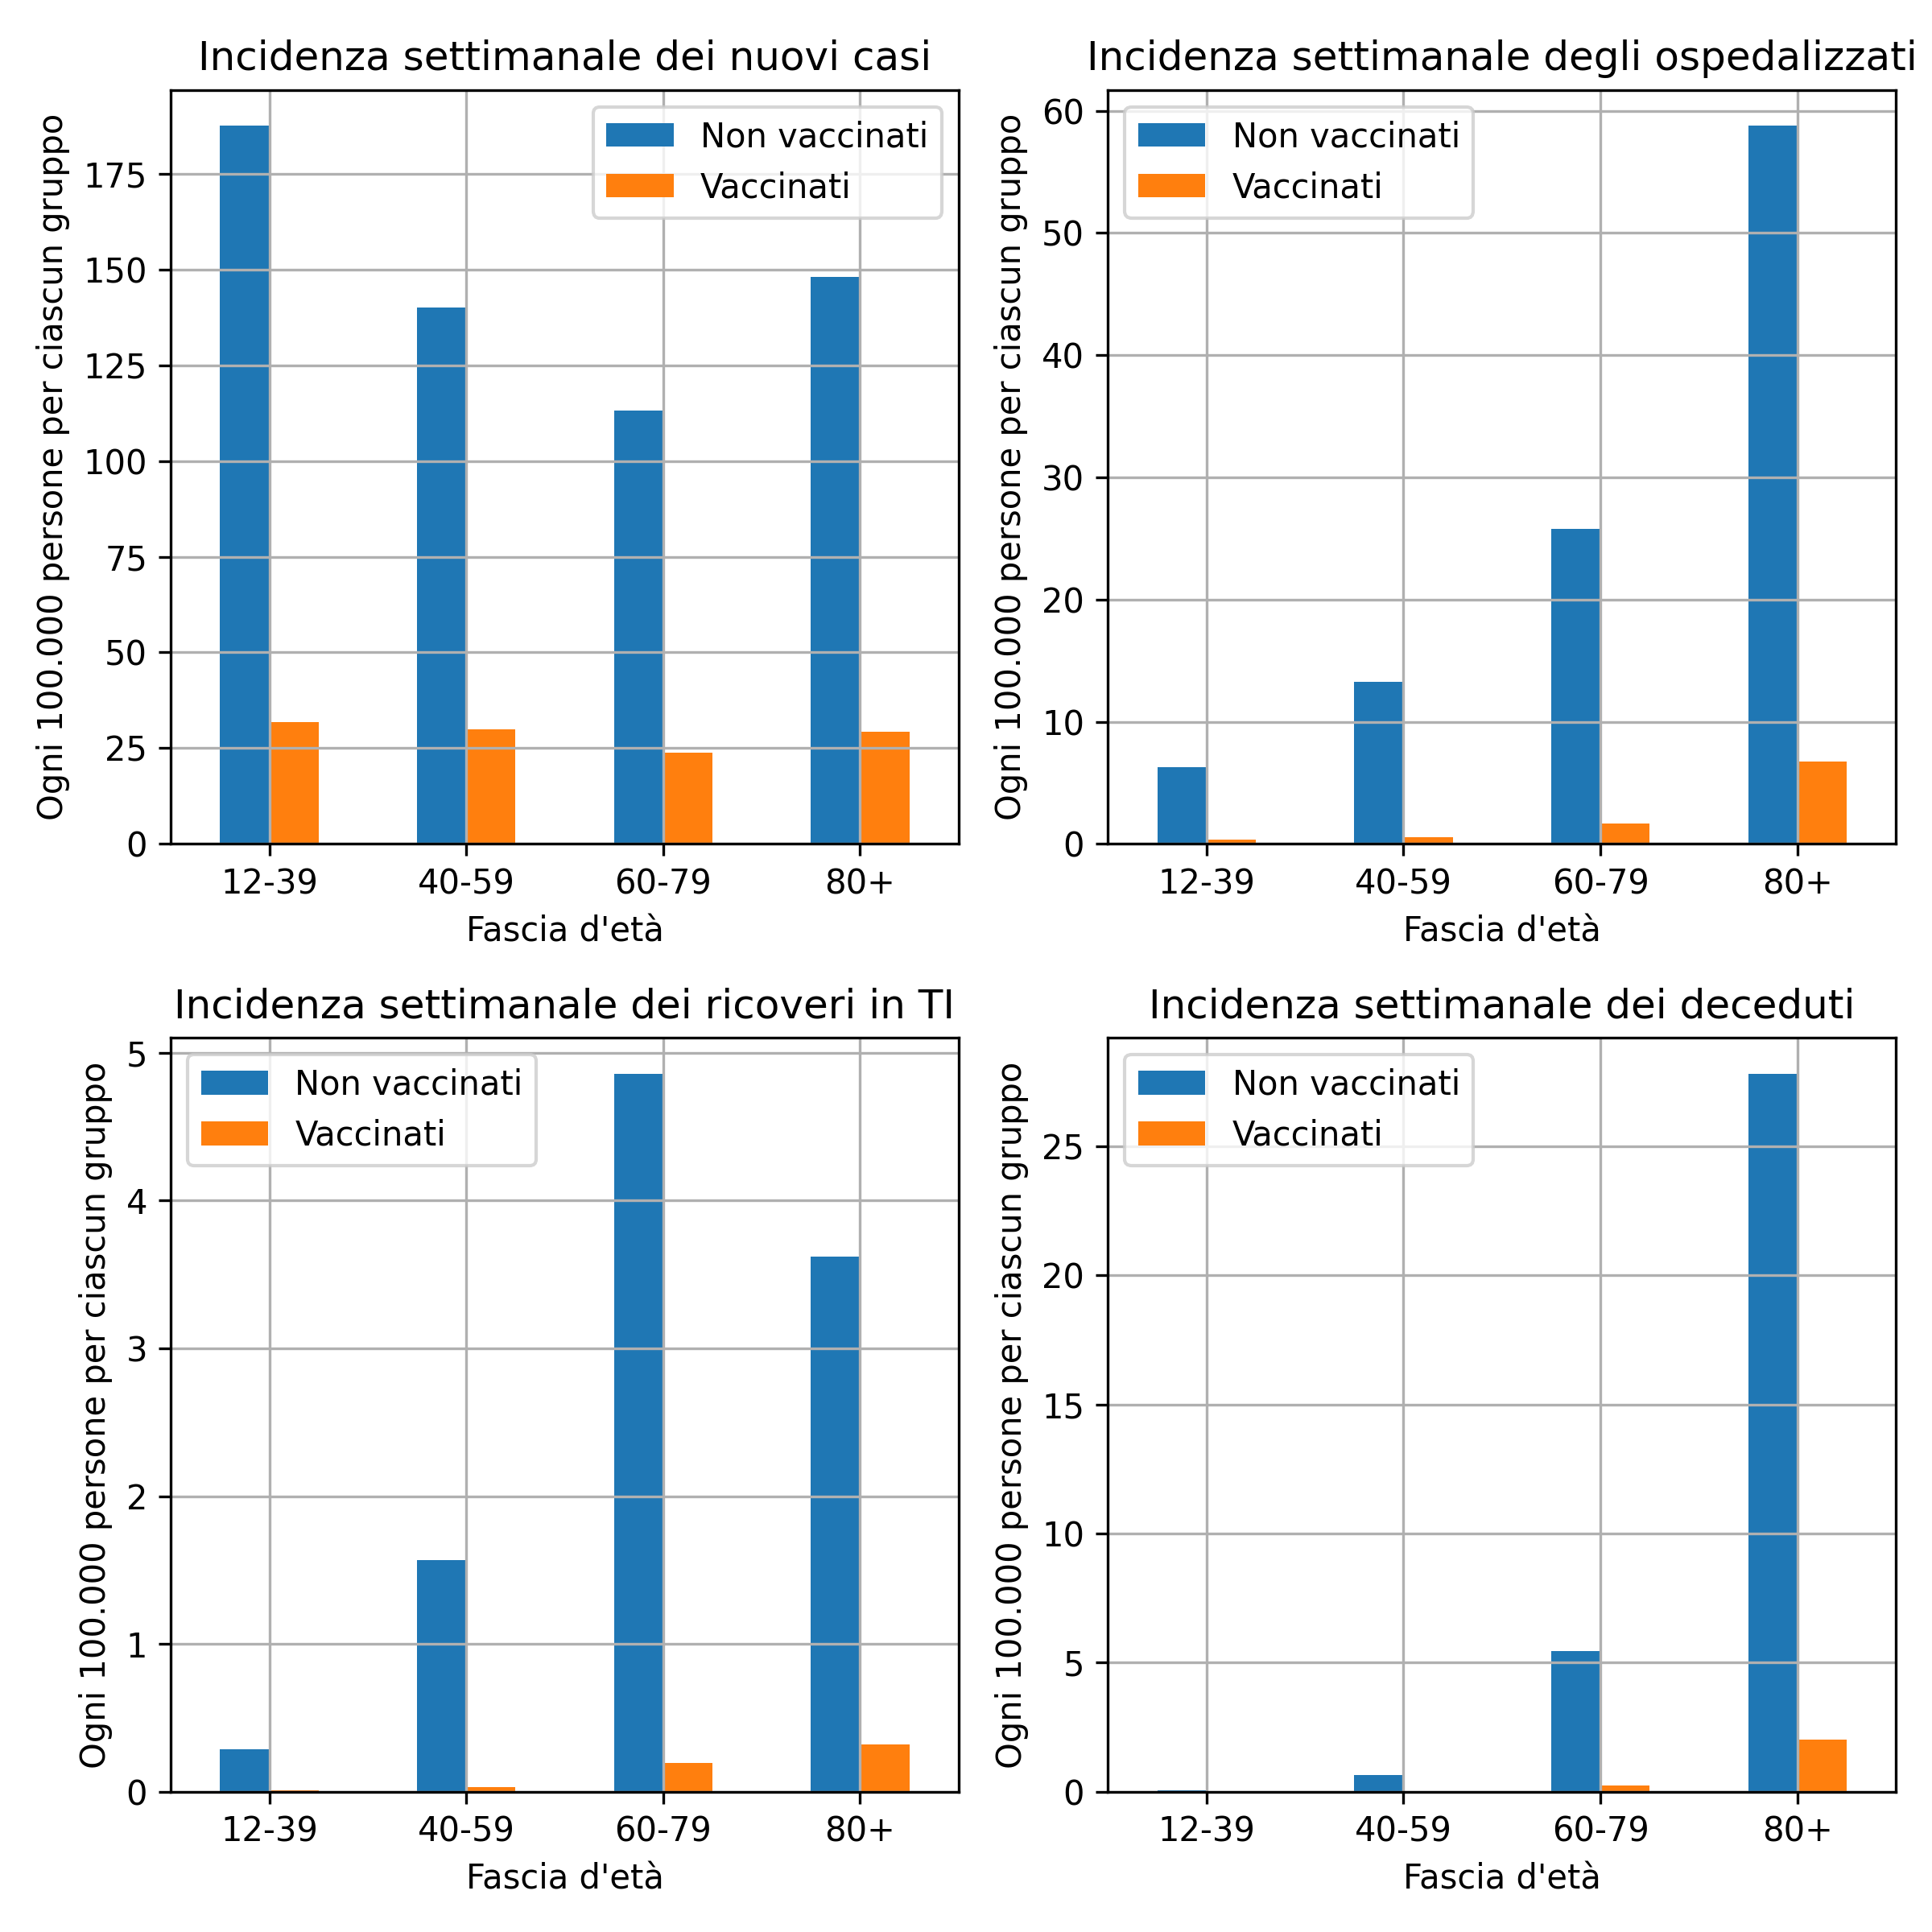 Incidenza settimanale dei nuovi casi
Ogni 100.000 persone per ciascun gruppo
175
150
125
100
75
50
25
0
Non vaccinati
Vaccinati
12-39 40-59 60-79 80+
Fascia d'età
Incidenza settimanale degli ospedalizzati
Ogni 100.000 persone per ciascun gruppo
60
50
40
30
20
10
0
Non vaccinati
Vaccinati
12-39 40-59 60-79 80+
Fascia d'età
Incidenza settimanale dei ricoveri in TI
Ogni 100.000 persone per ciascun gruppo
5
4
3
2
1
0
Non vaccinati
Vaccinati
12-39 40-59 60-79 80+
Fascia d'età
Incidenza settimanale dei deceduti
Ogni 100.000 persone per ciascun gruppo
25
20
15
10
5
0
Non vaccinati
Vaccinati
12-39 40-59 60-79 80+
Fascia d'età